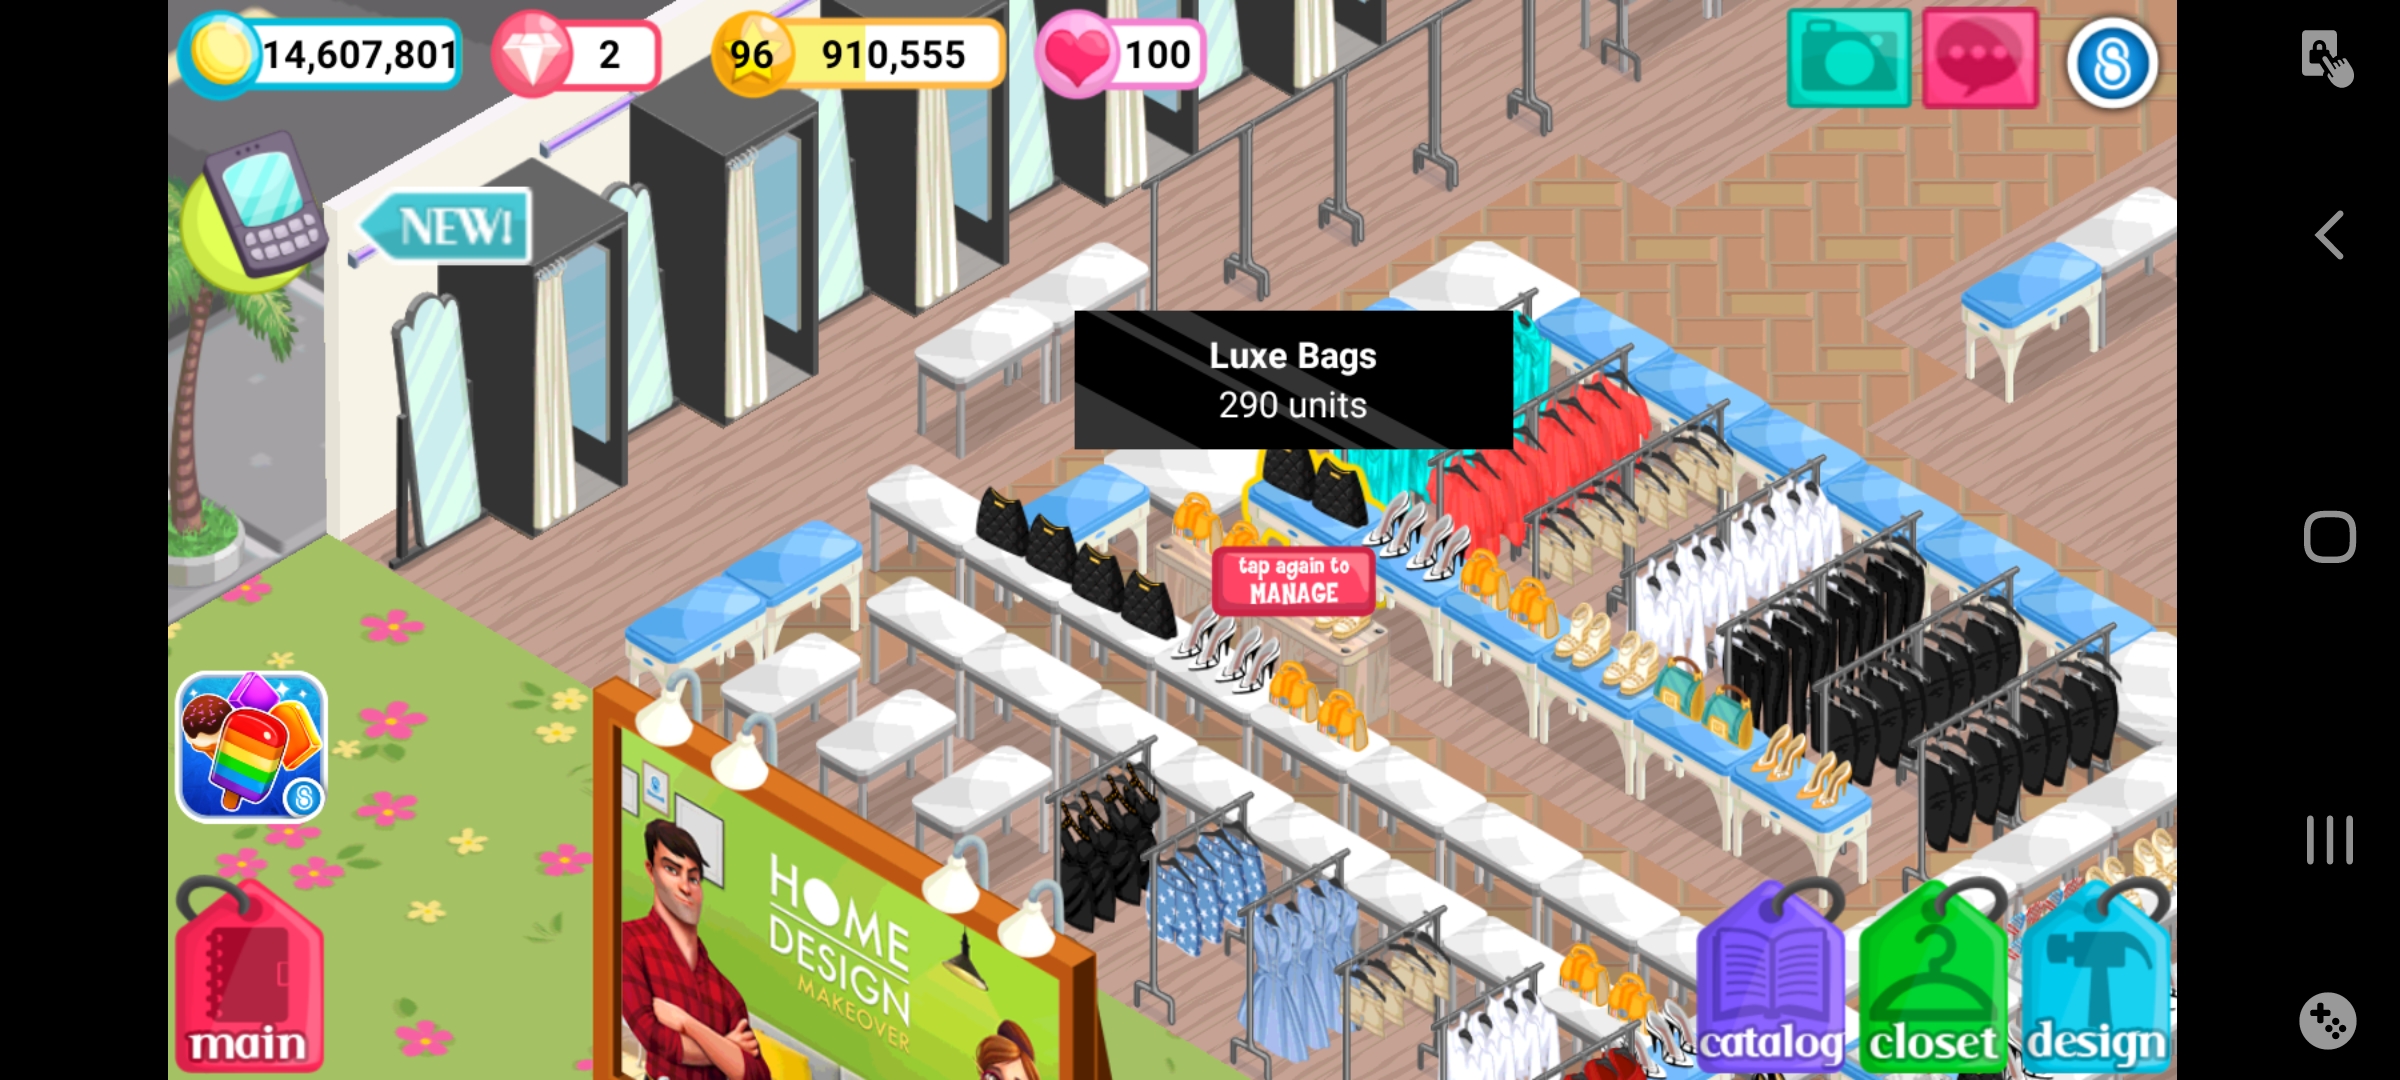 14,607,801
2
96
910,555
100
NEW!
Luxe Bags
290 units
tap again to
MANAGE
HOME
DESIGN
MAKEOVER
main
catalog
closet
design